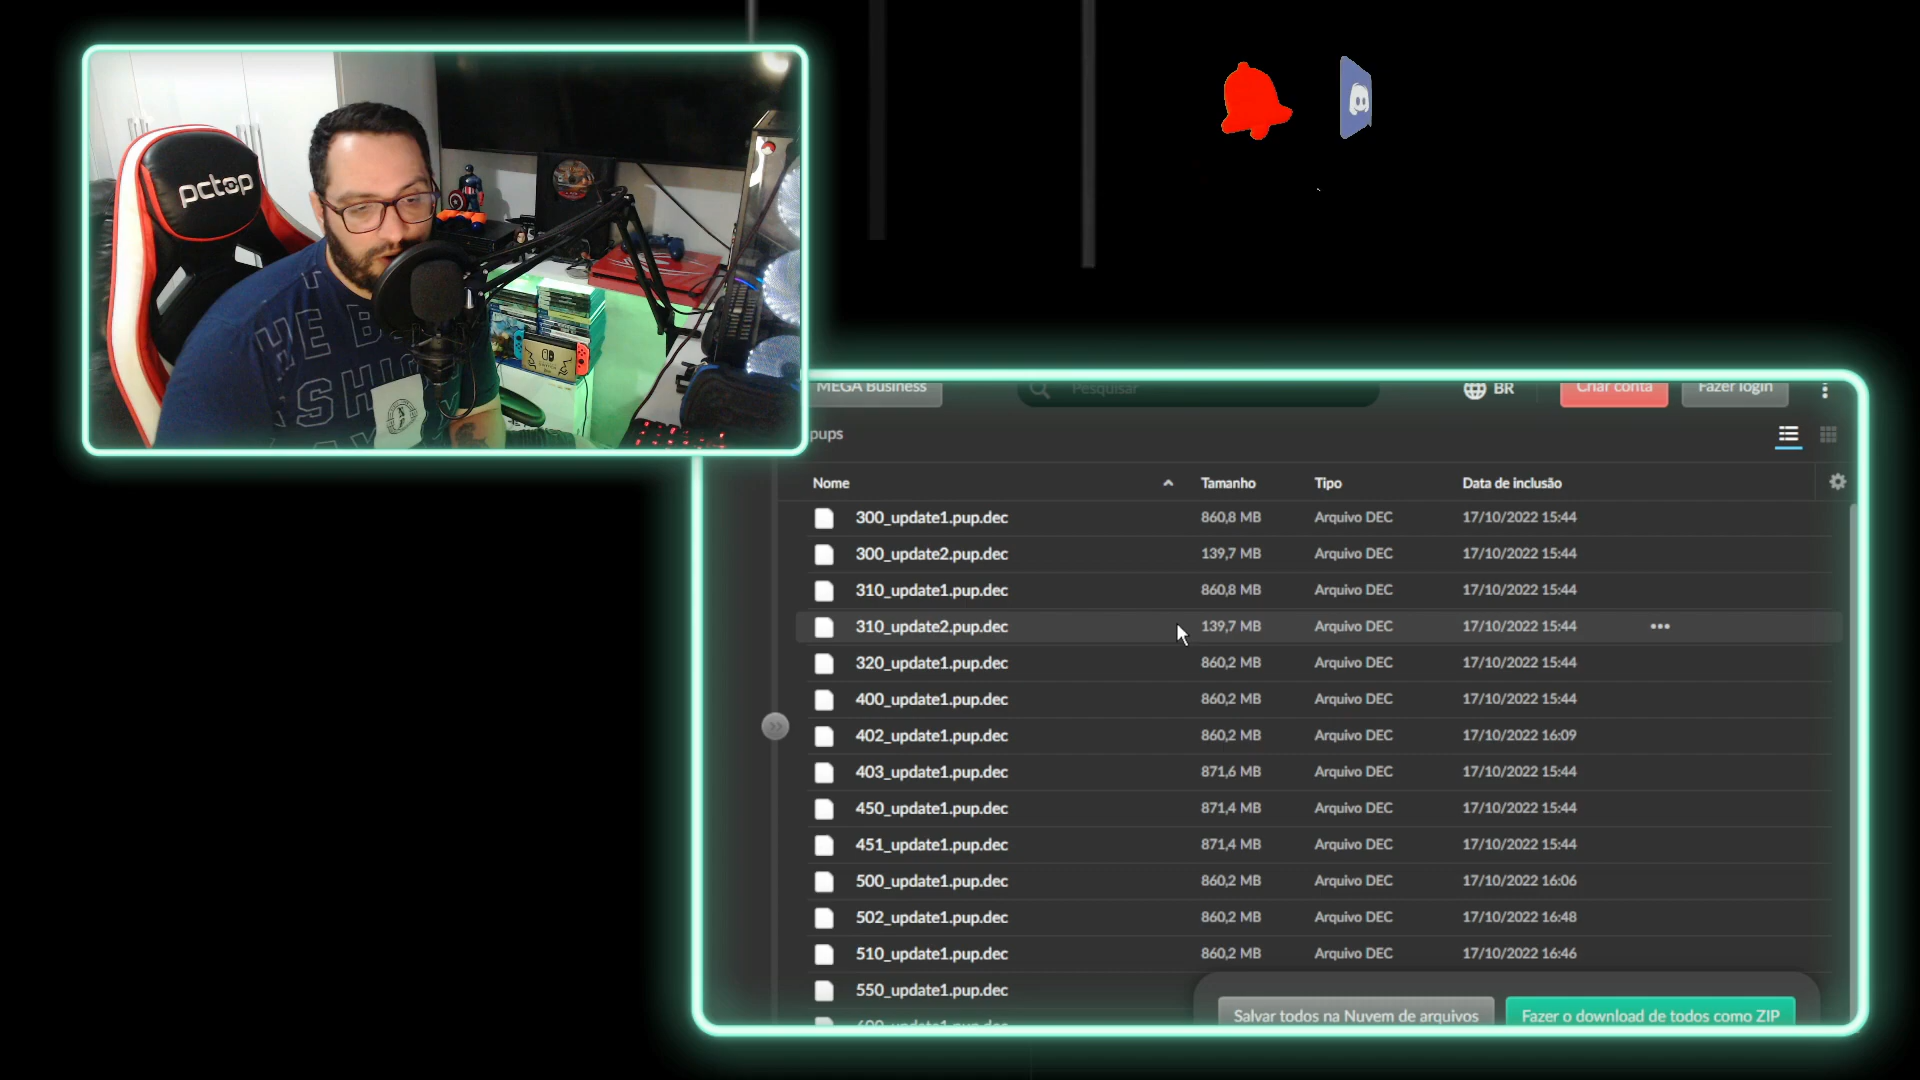 pctop
HE B
ASHIO
MEGA Business
Pesquisar
BR
Criar conta
Fazer login
pups
Nome
Tamanho
Tipo
Data de inclusão
300_update1.pup.dec 860,8 MB Arquivo DEC 17/10/2022 15:44
300_update2.pup.dec 139,7 MB Arquivo DEC 17/10/2022 15:44
310_update1.pup.dec 860,8 MB Arquivo DEC 17/10/2022 15:44
310_update2.pup.dec 139,7 MB Arquivo DEC 17/10/2022 15:44
320_update1.pup.dec 860,2 MB Arquivo DEC 17/10/2022 15:44
400_update1.pup.dec 860,2 MB Arquivo DEC 17/10/2022 15:44
402_update1.pup.dec 860,2 MB Arquivo DEC 17/10/2022 16:09
403_update1.pup.dec 871,6 MB Arquivo DEC 17/10/2022 15:44
450_update1.pup.dec 871,4 MB Arquivo DEC 17/10/2022 15:44
451_update1.pup.dec 871,4 MB Arquivo DEC 17/10/2022 15:44
500_update1.pup.dec 860,2 MB Arquivo DEC 17/10/2022 16:06
502_update1.pup.dec 860,2 MB Arquivo DEC 17/10/2022 16:48
510_update1.pup.dec 860,2 MB Arquivo DEC 17/10/2022 16:46
550_update1.pup.dec
Salvar todos na Nuvem de arquivos
Fazer o download de todos como ZIP